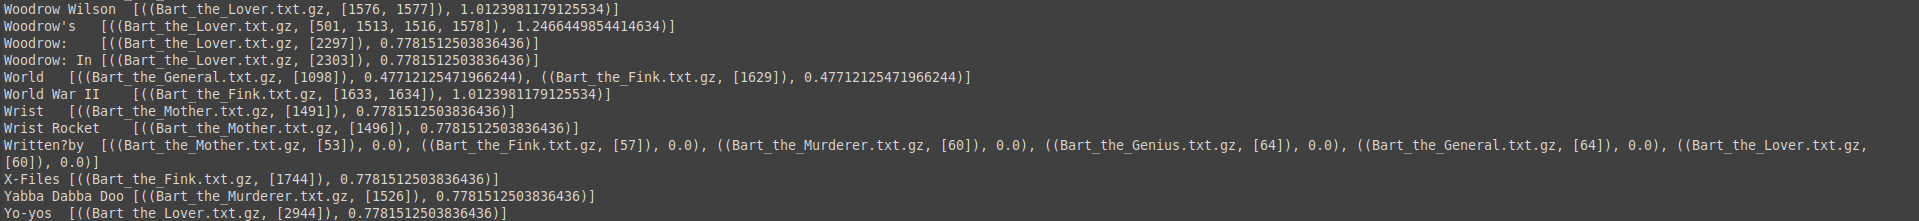 Woodrow Wilson  [((Bart_the_Lover.txt.gz, [1576, 1577]), 1.0123981179125534)]
Woodrow's   [((Bart_the_Lover.txt.gz, [501, 1513, 1516, 1578]), 1.2466449854414634)]
Woodrow:    [((Bart_the_Lover.txt.gz, [2297]), 0.7781512503836436)]
Woodrow: In [((Bart_the_Lover.txt.gz, [2303]), 0.7781512503836436)]
World   [((Bart_the_General.txt.gz, [1098]), 0.47712125471966244), ((Bart_the_Fink.txt.gz, [1629]), 0.47712125471966244)]
World War II    [((Bart_the_Fink.txt.gz, [1633, 1634]), 1.0123981179125534)]
Wrist   [((Bart_the_Mother.txt.gz, [1491]), 0.7781512503836436)]
Wrist Rocket    [((Bart_the_Mother.txt.gz, [1496]), 0.7781512503836436)]
Written?by  [((Bart_the_Mother.txt.gz, [53]), 0.0), ((Bart_the_Fink.txt.gz, [57]), 0.0), ((Bart_the_Murderer.txt.gz, [60]), 0.0), ((Bart_the_Genius.txt.gz, [64]), 0.0), ((Bart_the_General.txt.gz, [64]), 0.0), ((Bart_the_Lover.txt.gz,
[60]), 0.0)]
X-Files [((Bart_the_Fink.txt.gz, [1744]), 0.7781512503836436)]
Yabba Dabba Doo [((Bart_the_Murderer.txt.gz, [1526]), 0.7781512503836436)]
Yo-yos  [((Bart the Lover.txt.gz, [2944]), 0.7781512503836436)]